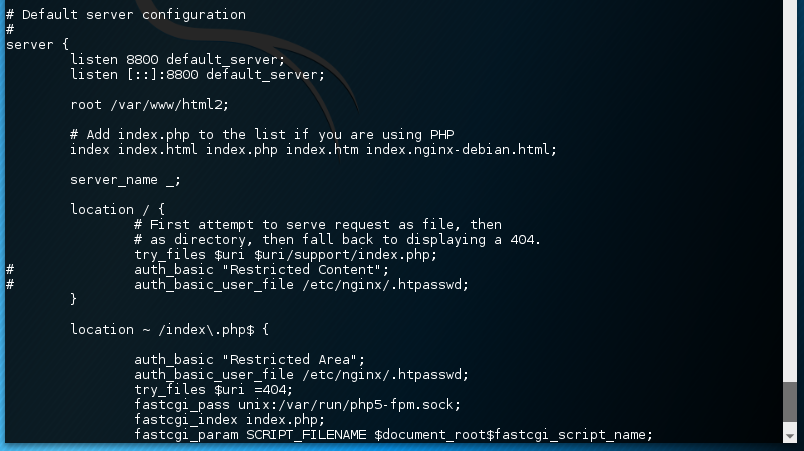 # Default server configuration
#
server {
        listen 8800 default_server;
        listen [::]:8800 default_server;

        root /var/www/html2;

        # Add index.php to the list if you are using PHP
        index index.html index.php index.htm index.nginx-debian.html;

        server_name _;

        location / {
                # First attempt to serve request as file, then
                # as directory, then fall back to displaying a 404.
                try_files $uri $uri/support/index.php;
#               auth_basic "Restricted Content";
#               auth_basic_user_file /etc/nginx/.htpasswd;
        }

        location ~ /index\.php$ {

                auth_basic "Restricted Area";
                auth_basic_user_file /etc/nginx/.htpasswd;
                try_files $uri =404;
                fastcgi_pass unix:/var/run/php5-fpm.sock;
                fastcgi_index index.php;
                fastcgi_param SCRIPT_FILENAME $document_root$fastcgi_script_name;